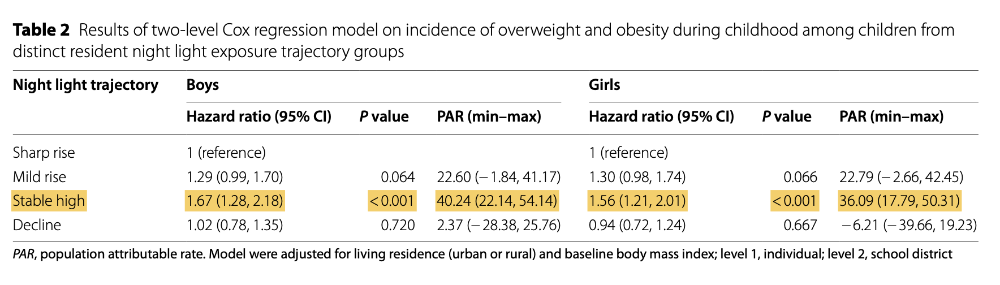 Table 2 Results of two-level Cox regression model on incidence of overweight and obesity during childhood among children from
distinct resident night light exposure trajectory groups
Night light trajectory Boys Girls
Hazard ratio (95% CI) P value PAR (min–max) Hazard ratio (95% CI) P value PAR (min–max)
Sharp rise 1 (reference) 1 (reference)
Mild rise 1.29 (0.99, 1.70) 0.064 22.60 (−1.84, 41.17) 1.30 (0.98, 1.74) 0.066 22.79 (−2.66, 42.45)
Stable high 1.67 (1.28, 2.18) <0.001 40.24 (22.14, 54.14) 1.56 (1.21, 2.01) <0.001 36.09 (17.79, 50.31)
Decline 1.02 (0.78, 1.35) 0.720 2.37 (−28.38, 25.76) 0.94 (0.72, 1.24) 0.667 −6.21 (−39.66, 19.23)
PAR, population attributable rate. Model were adjusted for living residence (urban or rural) and baseline body mass index; level 1, individual; level 2, school district